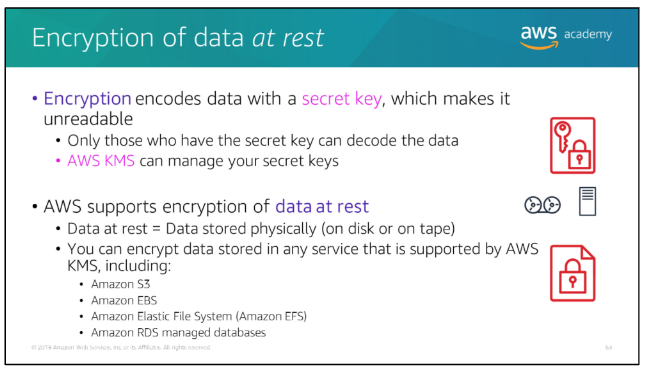 Encryption of data at rest
aws academy
• Encryption encodes data with a secret key, which makes it
unreadable
• Only those who have the secret key can decode the data
• AWS KMS can manage your secret keys
• AWS supports encryption of data at rest
• Data at rest = Data stored physically (on disk or on tape)
• You can encrypt data stored in any service that is supported by AWS
KMS, including:
• Amazon S3
• Amazon EBS
• Amazon Elastic File System (Amazon EFS)
• Amazon RDS managed databases
© 2019 Amazon Web Services, Inc. or its Affiliates. All rights reserved.